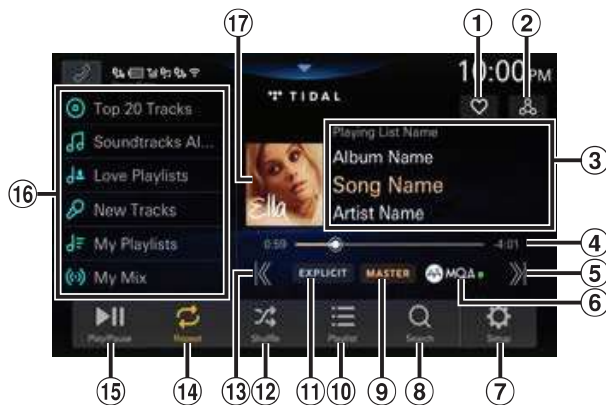 17
1
2
10:00PM
TIDAL
Top 20 Tracks
Soundtracks Al...
Love Playlists
New Tracks
My Playlists
My Mix
16
Ella
Playing List Name
Album Name
Song Name
Artist Name
3
0:59
-4:01
4
EXPLICIT
MASTER
MQA
5
6
Play/Pause
Repeat
Shuffle
Playlist
Search
Setup
15
14
13
12
11
10
9
8
7